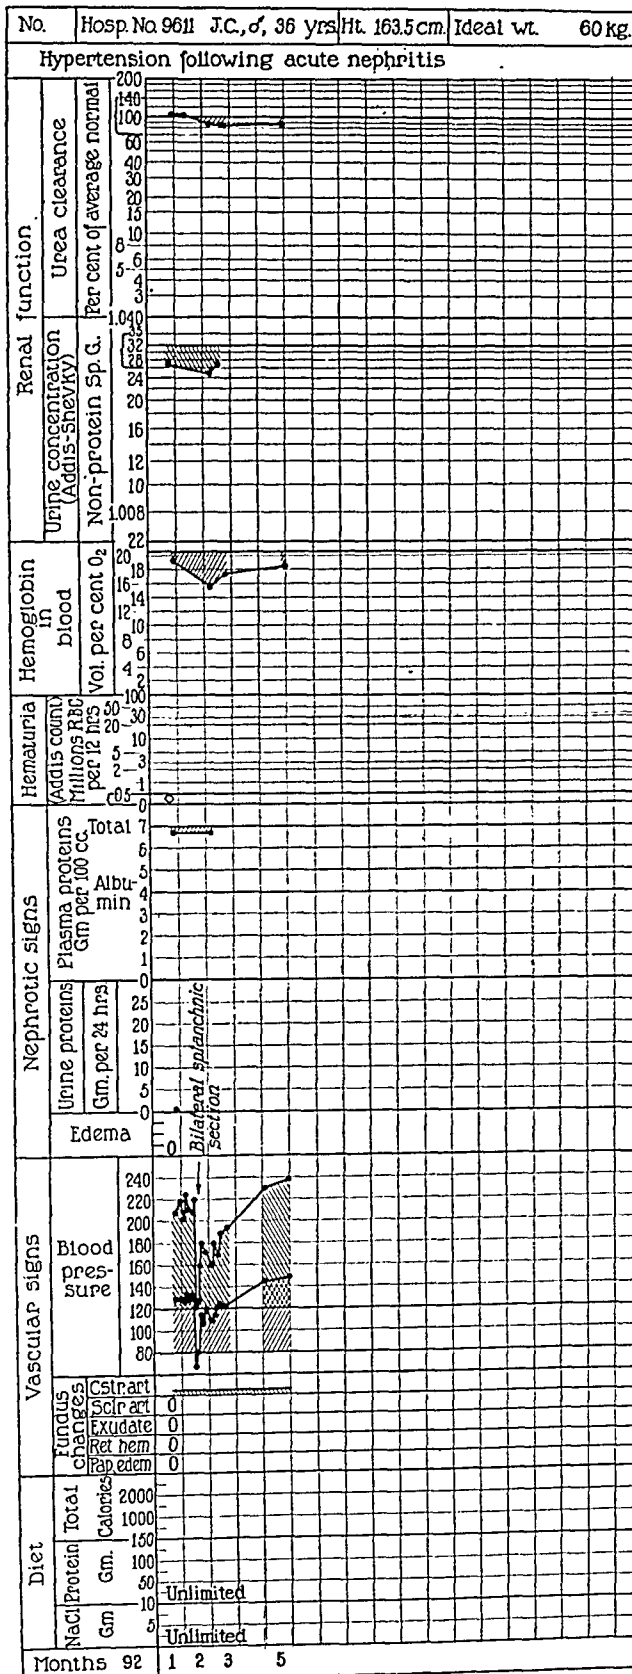 No. Hosp. No. 9611 J.C., ♂, 36 yrs Ht. 163.5 cm. Ideal wt. 60 kg.
Hypertension following acute nephritis
Renal function
Urea clearance
Per cent of average normal
200
140
100
60
40
30
20
15
10
8
6
5
4
3
Urine concentration
(Addis-Shevky)
Non-protein Sp. G.
1.040
35
32
28
24
20
16
12
10
1.008
Hemoglobin
in
blood
Vol. per cent O2
22
20
18
16
14
12
10
8
6
4
2
Hematuria
(Addis count)
Millions RBC
per 12 hrs
100
50
30
20
10
5
3
2
1
05
0
Nephrotic signs
Plasma proteins
Gm per 100 cc.
Total 7
6
5
Albu-
min
4
3
2
1
0
Urine proteins
Gm. per 24 hrs
25
20
15
10
5
0
Edema
0
Bilateral splanchnic
section
Vascular signs
Blood
pres-
sure
240
220
200
180
160
140
120
100
80
Fundus
changes
Cstr. art
Sclr art 0
Exudate 0
Ret hem 0
Pap. edem 0
Diet
Total
Calories
2000
1000
Protein
Gm.
150
100
50
Unlimited
NaCl
Gm
10
5
Unlimited
Months 92 1 2 3 5